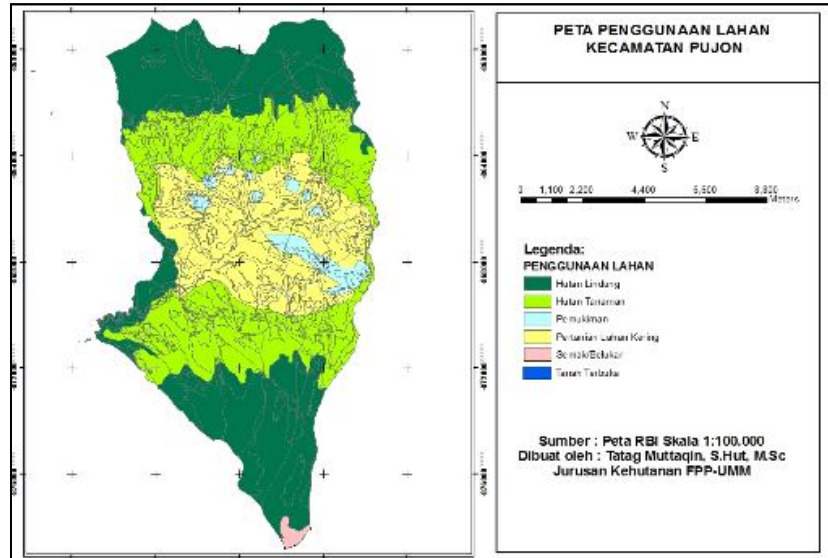 PETA PENGGUNAAN LAHAN
KECAMATAN PUJON
N
W E
S
0 1,100 2,200 4,400 6,600 8,800
Meters
Legenda:
PENGGUNAAN LAHAN
Hutan Lindung
Hutan Tanaman
Pemukiman
Pertanian Lahan Kering
Semak/Belukar
Tanah Terbuka
Sumber : Peta RBI Skala 1:100.000
Dibuat oleh : Tatag Muttaqin, S.Hut, M.Sc
Jurusan Kehutanan FPP-UMM